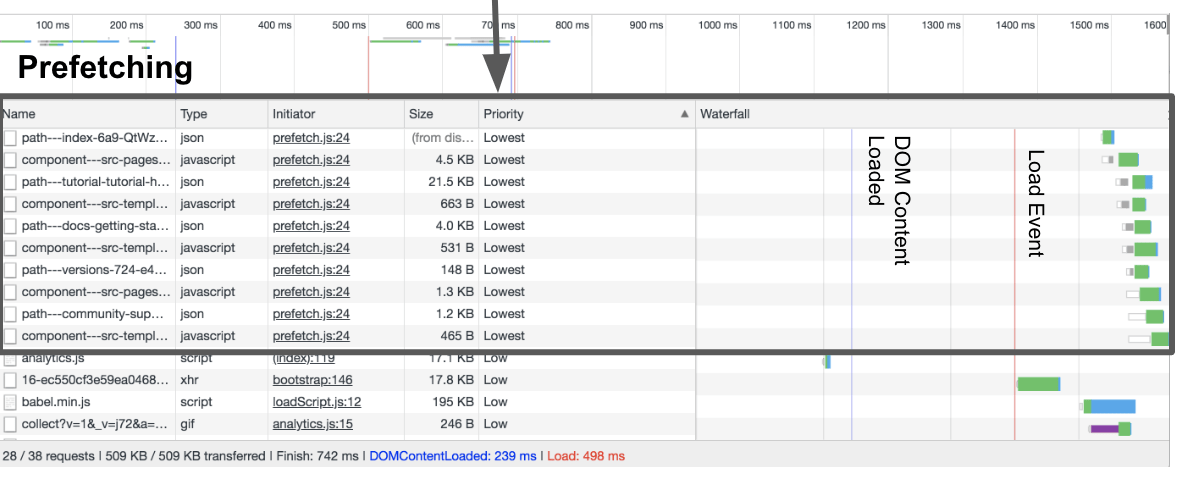 100 ms 200 ms 300 ms 400 ms 500 ms 600 ms 700 ms 800 ms 900 ms 1000 ms 1100 ms 1200 ms 1300 ms 1400 ms 1500 ms 1600
Prefetching
Name Type Initiator Size Priority ▲ Waterfall
path---index-6a9-QtWz... json prefetch.js:24 (from dis... Lowest
component---src-pages... javascript prefetch.js:24 4.5 KB Lowest
path---tutorial-tutorial-h... json prefetch.js:24 21.5 KB Lowest
component---src-templ... javascript prefetch.js:24 663 B Lowest
path---docs-getting-sta... json prefetch.js:24 4.0 KB Lowest
component---src-templ... javascript prefetch.js:24 531 B Lowest
path---versions-724-e4... json prefetch.js:24 148 B Lowest
component---src-pages... javascript prefetch.js:24 1.3 KB Lowest
path---community-sup... json prefetch.js:24 1.2 KB Lowest
component---src-templ... javascript prefetch.js:24 465 B Lowest
DOM Content
Loaded
Load Event
analytics.js script (index):119 17.1 KB Low
16-ec550cf3e59ea0468... xhr bootstrap:146 17.8 KB Low
babel.min.js script loadScript.js:12 195 KB Low
collect?v=1&_v=j72&a=... gif analytics.js:15 246 B Low
28 / 38 requests | 509 KB / 509 KB transferred | Finish: 742 ms | DOMContentLoaded: 239 ms | Load: 498 ms